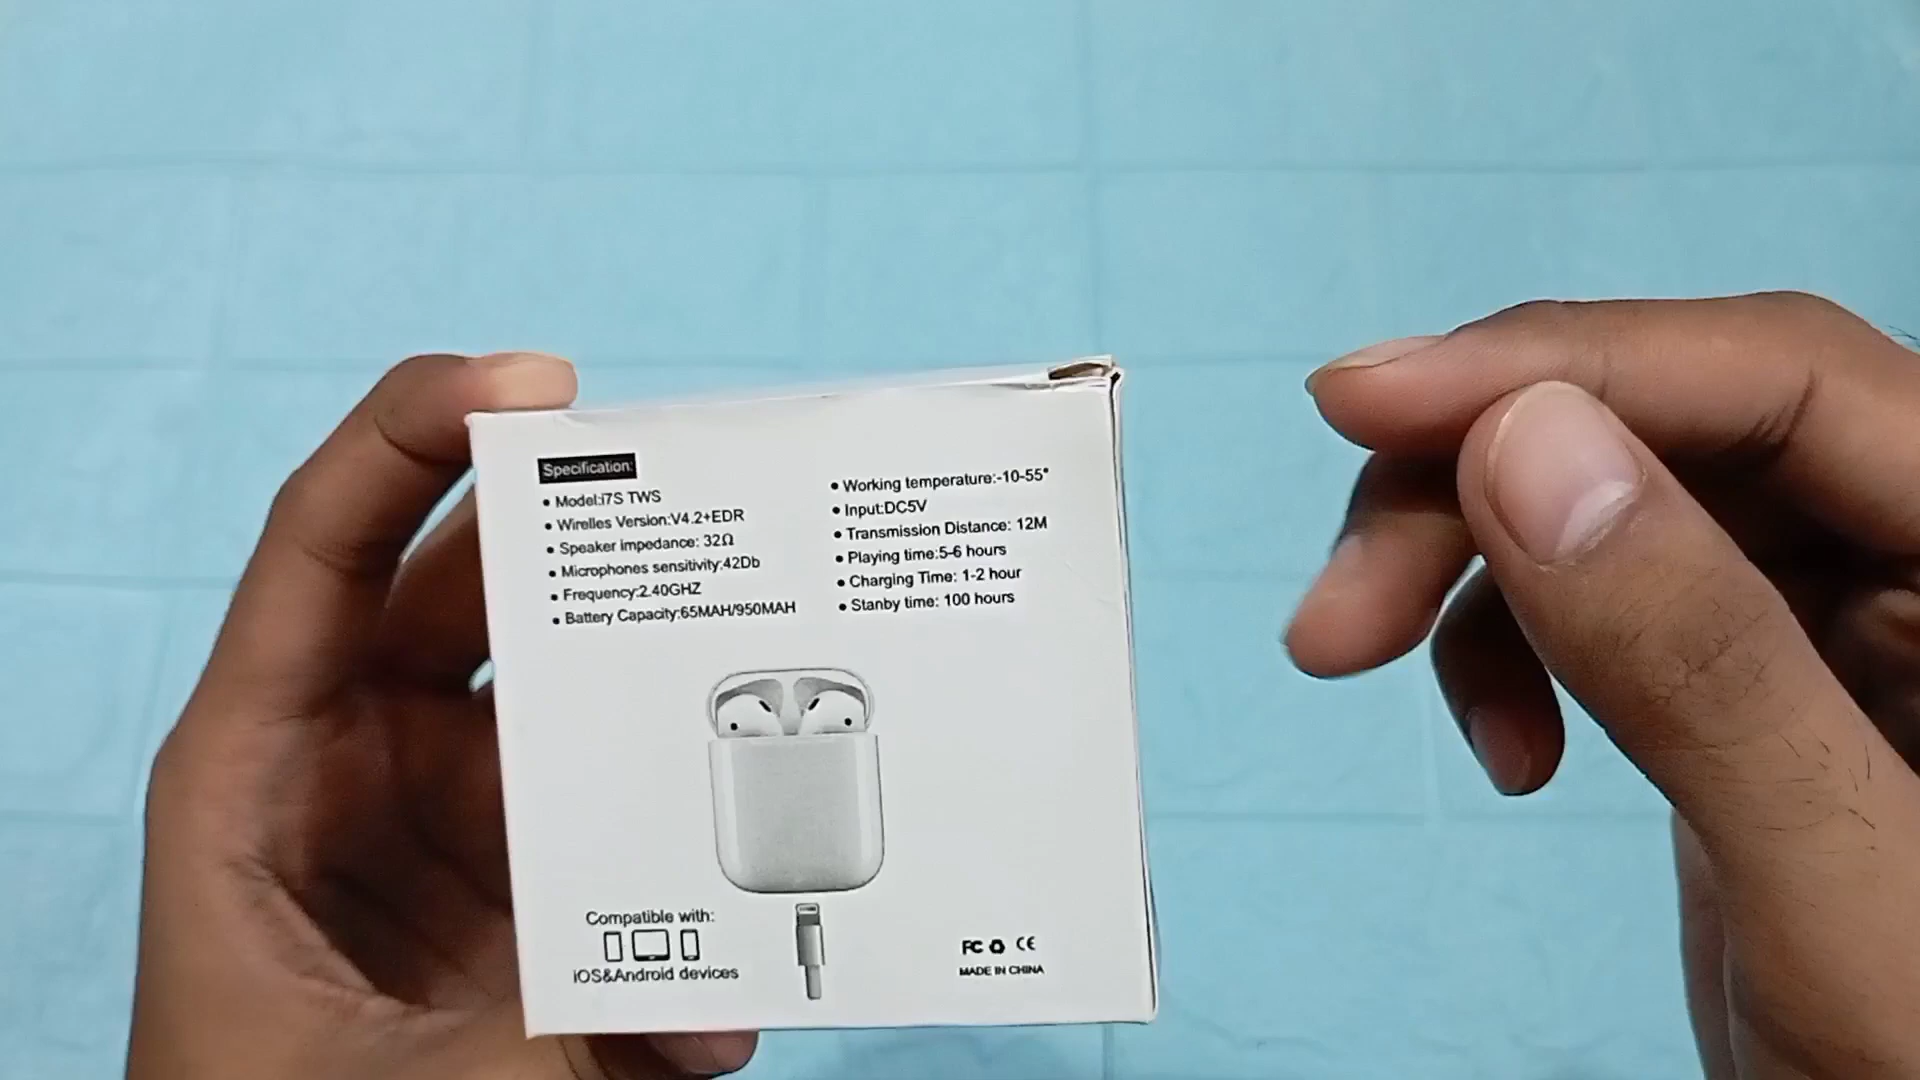 Specification:
• Model:i7S TWS
• Wirelles Version:V4.2+EDR
• Speaker impedance: 32Ω
• Microphones sensitivity:42Db
• Frequency:2.40GHZ
• Battery Capacity:65MAH/950MAH
• Working temperature:-10-55°
• Input:DC5V
• Transmission Distance: 12M
• Playing time:5-6 hours
• Charging Time: 1-2 hour
• Stanby time: 100 hours
Compatible with:
iOS&Android devices
FC CE
MADE IN CHINA